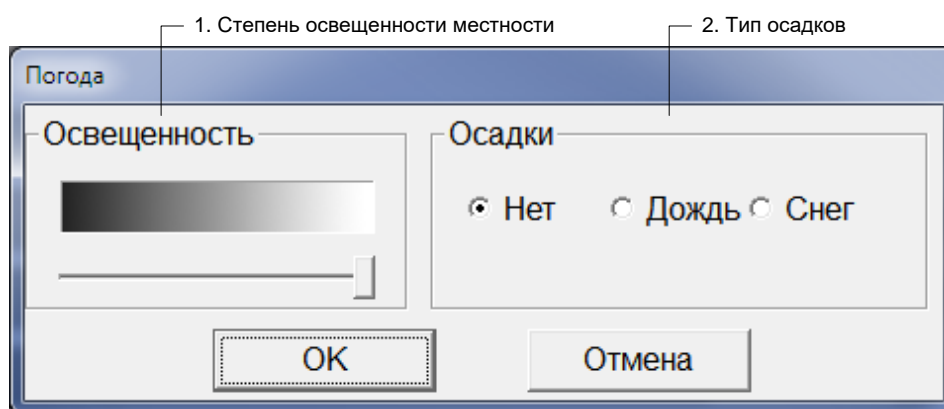 1. Степень освещенности местности
2. Тип осадков
Погода
Освещенность
Осадки
Нет Дождь Снег
OK
Отмена